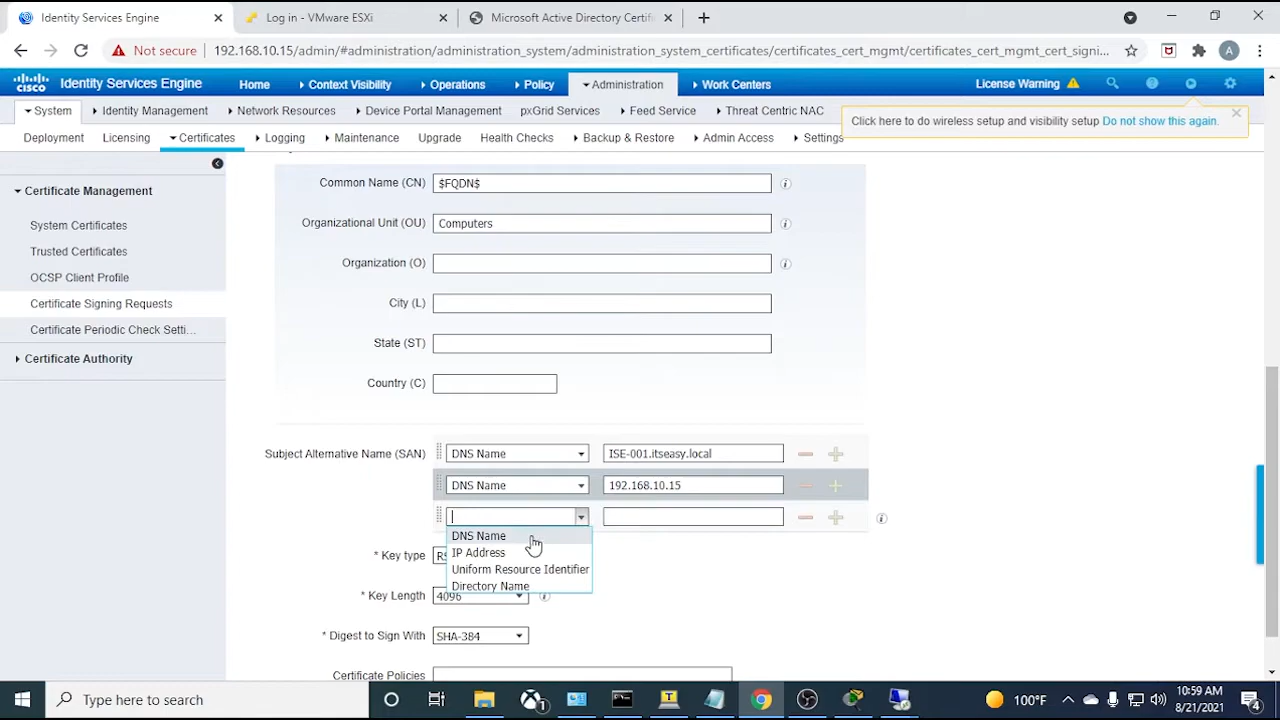 Identity Services Engine
Log in - VMware ESXi
Microsoft Active Directory Certifi
Not secure
192.168.10.15/admin/#administration/administration_system/administration_system_certificates/certificates_cert_mgmt/certificates_cert_mgmt_cert_signi...
A
cisco
Identity Services Engine
Home
Context Visibility
Operations
Policy
Administration
Work Centers
License Warning
System
Identity Management
Network Resources
Device Portal Management
pxGrid Services
Feed Service
Threat Centric NAC
Click here to do wireless setup and visibility setup Do not show this again.
Deployment
Licensing
Certificates
Logging
Maintenance
Upgrade
Health Checks
Backup & Restore
Admin Access
Settings
Certificate Management
System Certificates
Trusted Certificates
OCSP Client Profile
Certificate Signing Requests
Certificate Periodic Check Setti...
Certificate Authority
Common Name (CN)
$FQDN$
Organizational Unit (OU)
Computers
Organization (O)
City (L)
State (ST)
Country (C)
Subject Alternative Name (SAN)
DNS Name
ISE-001.itseasy.local
DNS Name
192.168.10.15
DNS Name
IP Address
Uniform Resource Identifier
Directory Name
* Key type
* Key Length
4096
* Digest to Sign With
SHA-384
Certificate Policies
Type here to search
100°F
10:59 AM
8/21/2021
4